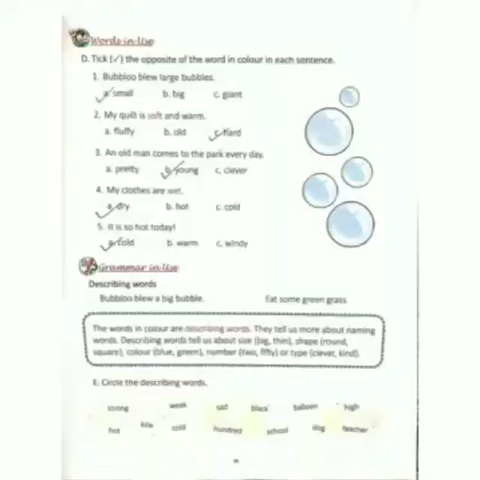 Words-in-Use
D. Tick (✓) the opposite of the word in colour in each sentence.
1. Bubbloo blew large bubbles.
a. small b. big c. giant
2. My quilt is soft and warm.
a. fluffy b. old c. hard
3. An old man comes to the park every day.
a. pretty b. young c. clever
4. My clothes are wet.
a. dry b. hot c. cold
5. It is so hot today!
a. cold b. warm c. windy
Grammar-in-Use
Describing words
Bubbloo blew a big bubble. Eat some green grass.
The words in colour are describing words. They tell us more about naming
words. Describing words tell us about size (big, thin), shape (round,
square), colour (blue, green), number (two, fifty) or type (clever, kind).
E. Circle the describing words.
strong weak sad black balloon high
hot kite cold hundred school dog teacher